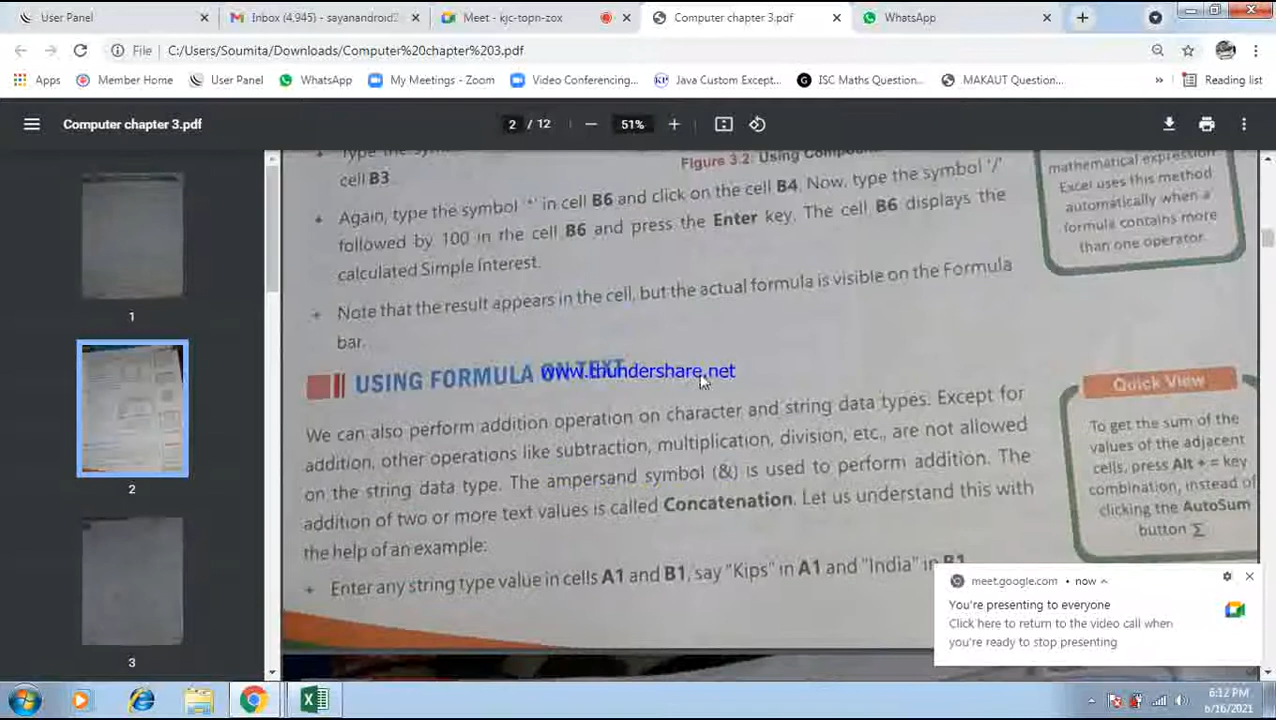 User Panel
Inbox (4,945) - sayanandroid2
Meet - kjc-topn-zox
Computer chapter 3.pdf
WhatsApp
File C:/Users/Soumita/Downloads/Computer%20chapter%203.pdf
Apps
Member Home
User Panel
WhatsApp
My Meetings - Zoom
Video Conferencing...
Java Custom Except...
ISC Maths Question...
MAKAUT Question...
»
Reading list
Computer chapter 3.pdf
2 / 12
51%
1
2
3
Type the
cell B3
Figure 3.2: Using
Again, type the symbol '*' in cell B6 and click on the cell B4. Now, type the symbol '/'
followed by 100 in the cell B6 and press the Enter key. The cell B6 displays the
calculated Simple Interest.
Note that the result appears in the cell, but the actual formula is visible on the Formula
bar.
mathematical expression
Excel uses this method
automatically when a
formula contains more
than one operator.
USING FORMULA ON TEXT
www.thundershare.net
We can also perform addition operation on character and string data types. Except for
addition, other operations like subtraction, multiplication, division, etc., are not allowed
on the string data type. The ampersand symbol (&) is used to perform addition. The
addition of two or more text values is called Concatenation. Let us understand this with
the help of an example:
Enter any string type value in cells A1 and B1, say "Kips" in A1 and "India" in B1
Quick View
To get the sum of the
values of the adjacent
cells, press Alt + = key
combination, instead of
clicking the AutoSum
button Σ
meet.google.com • now
You're presenting to everyone
Click here to return to the video call when
you're ready to stop presenting
6:12 PM
6/16/2021